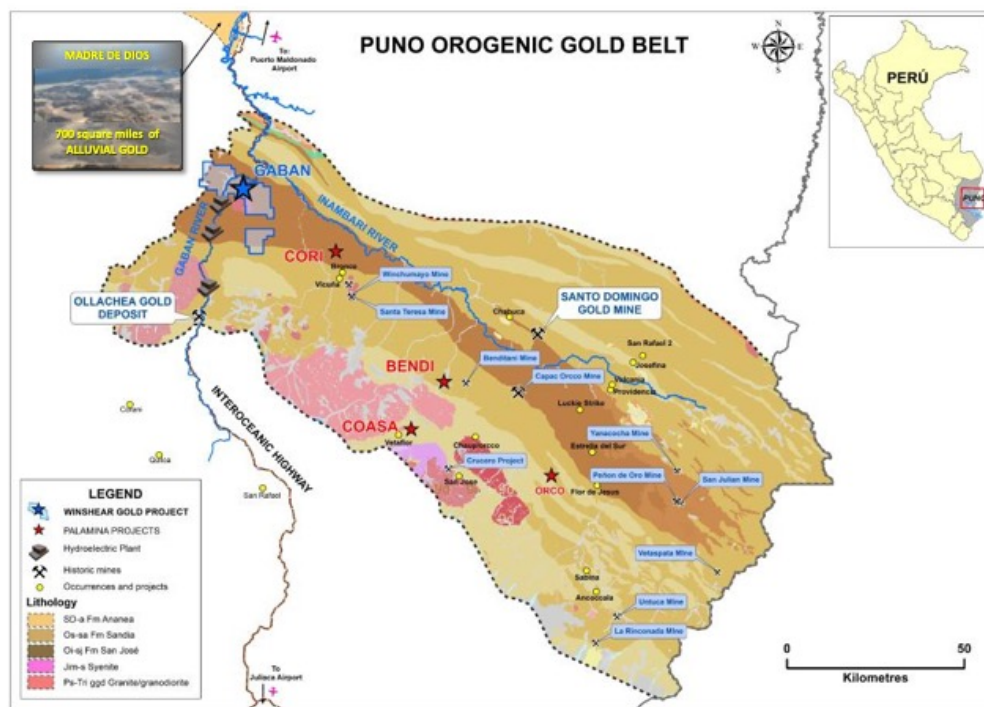 PUNO OROGENIC GOLD BELT
MADRE DE DIOS
700 square miles of
ALLUVIAL GOLD
To:
Puerto Maldonado
Airport
N
W
E
S
PERÚ
PUNO
GABAN
GABAN RIVER
INAMBARI RIVER
CORI
Vicuña
Winchumayo Mine
Santa Teresa Mine
OLLACHEA GOLD
DEPOSIT
SANTO DOMINGO
GOLD MINE
Chabuca
San Rafael 2
Josefina
BENDI
Benditani Mine
Capac Orcco Mine
Vulcania
Providencia
Luckie Strike
COASA
Vetaflor
Crucero Project
San Jose
Estrella del Sur
Yanacocha Mine
Peñon de Oro Mine
San Julian Mine
ORCO
Flor de Jesus
INTEROCEANIC HIGHWAY
San Rafael
Vetaspata Mine
Sabina
Ancoccala
Untuca Mine
La Rinconada Mine
LEGEND
WINSHEAR GOLD PROJECT
PALAMINA PROJECTS
Hydroelectric Plant
Historic mines
Occurrences and projects
Lithology
SD-a Fm Ananea
Os-sa Fm Sandia
Oi-sj Fm San José
Jim-s Syenite
Ps-Tri ggd Granite/granodiorite
To
Juliaca Airport
0
50
Kilometres